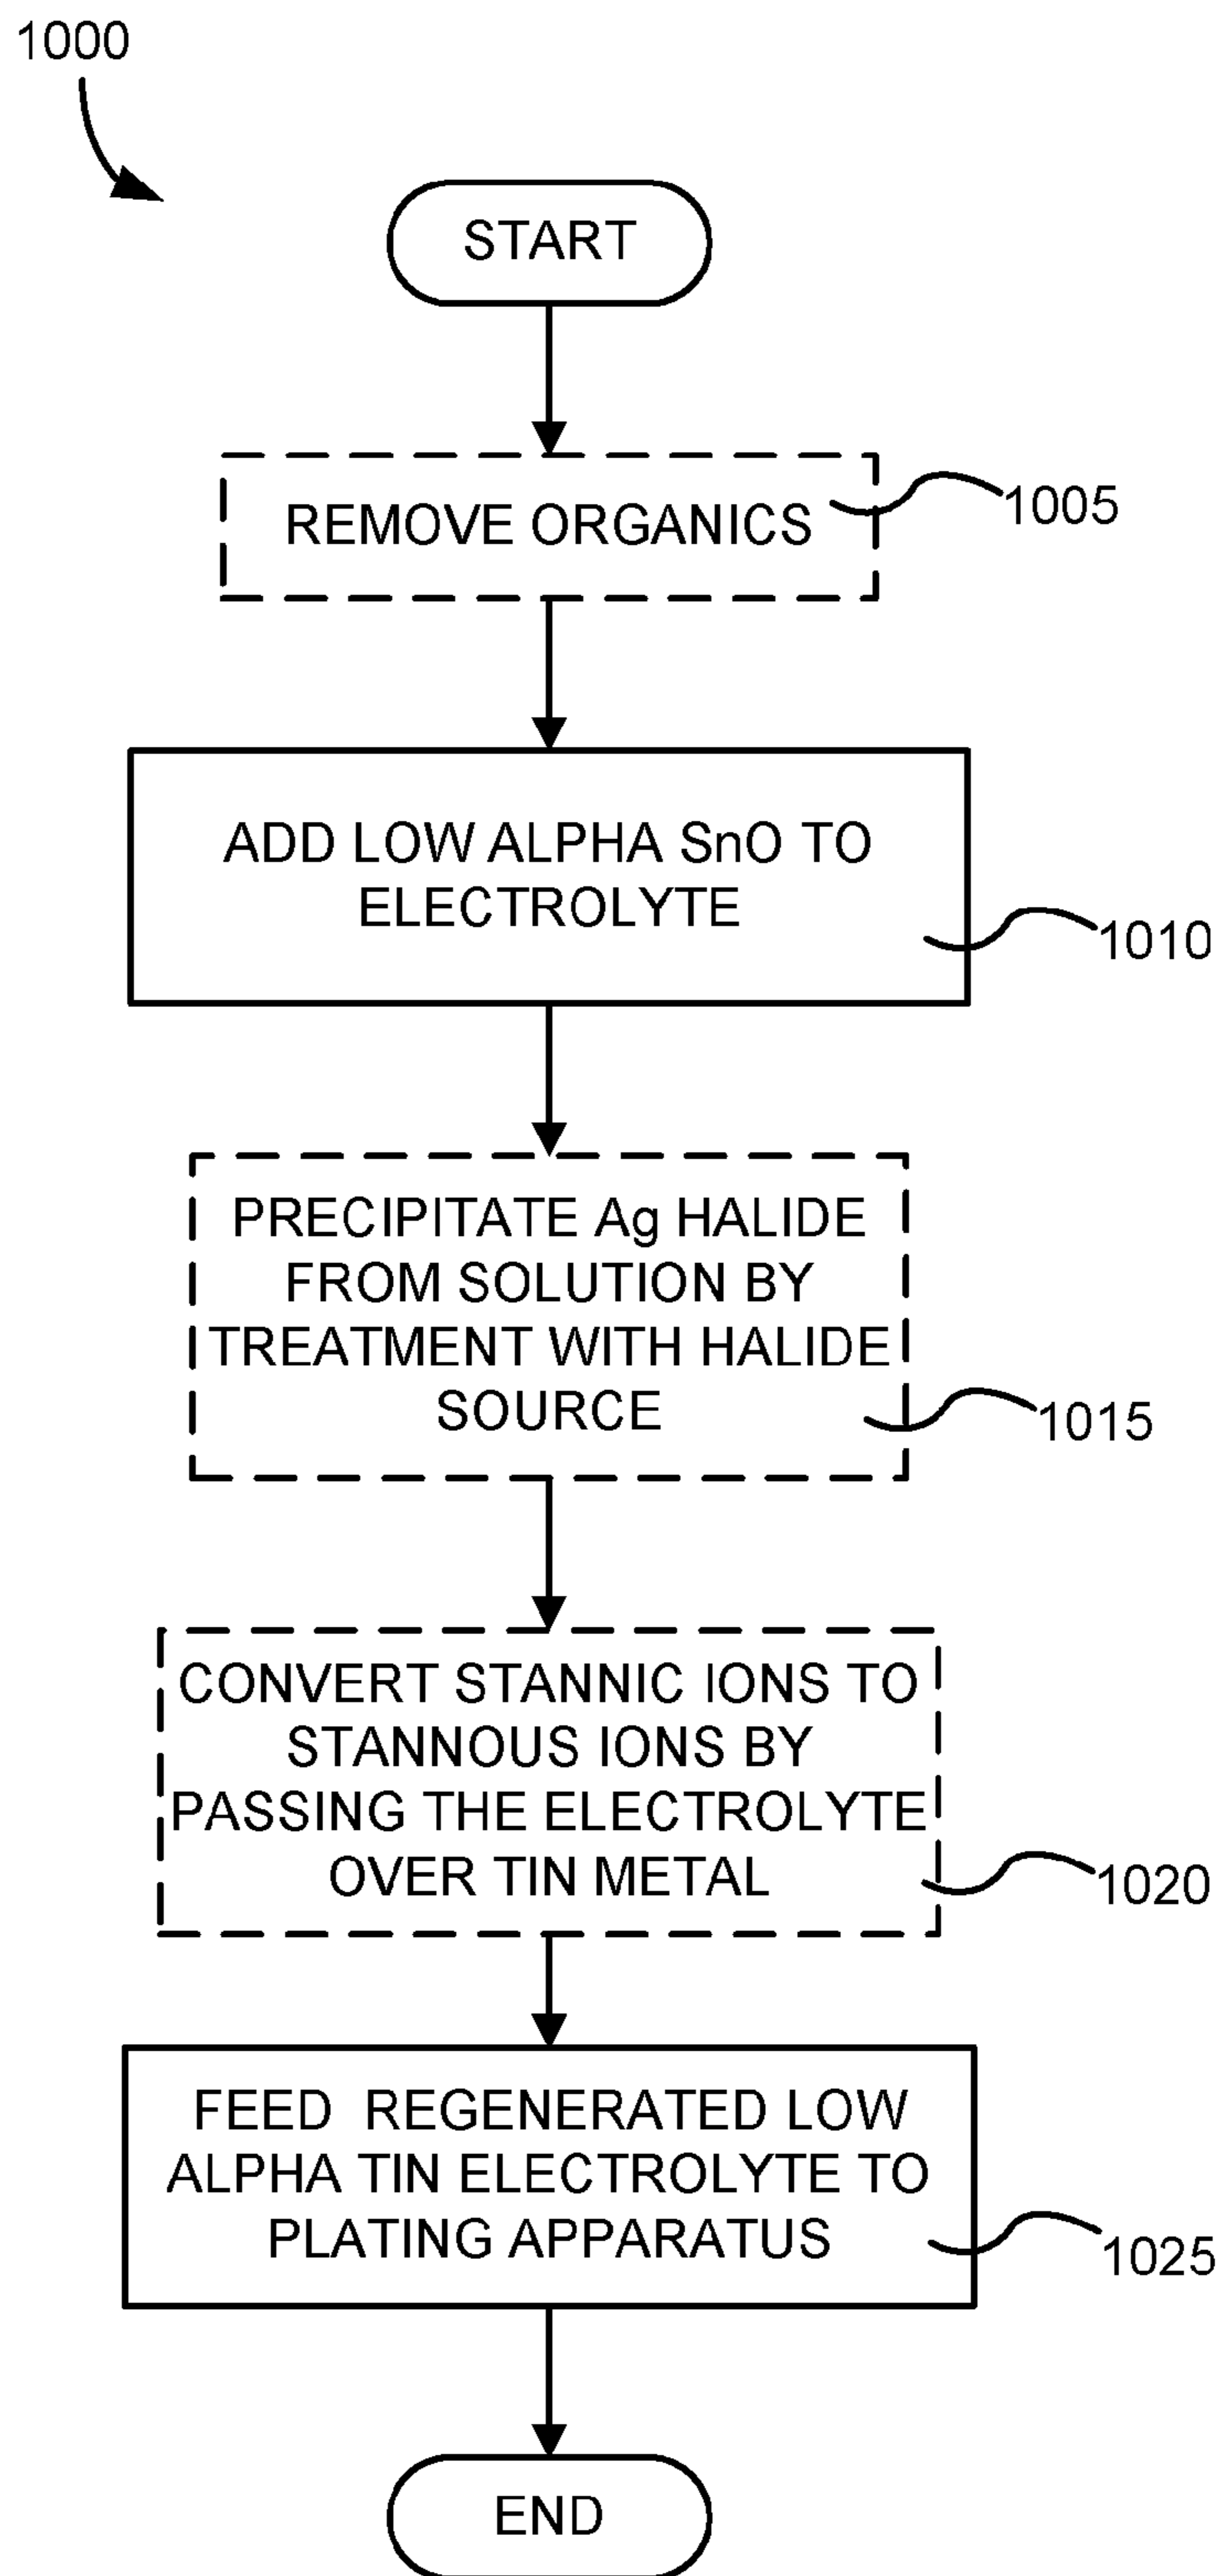 1000
START
REMOVE ORGANICS
1005
ADD LOW ALPHA SnO TO
ELECTROLYTE
1010
PRECIPITATE Ag HALIDE
FROM SOLUTION BY
TREATMENT WITH HALIDE
SOURCE
1015
CONVERT STANNIC IONS TO
STANNOUS IONS BY
PASSING THE ELECTROLYTE
OVER TIN METAL
1020
FEED REGENERATED LOW
ALPHA TIN ELECTROLYTE TO
PLATING APPARATUS
1025
END